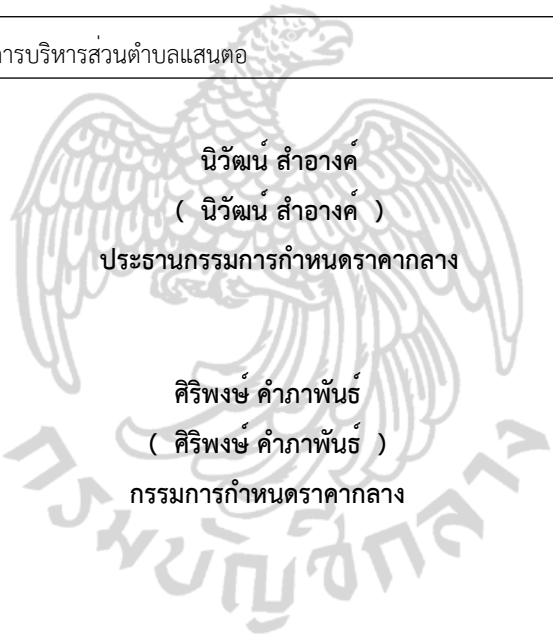 การบริหารส่วนตำบลแสนตอ
นิวัฒน์ สำอางค์
( นิวัฒน์ สำอางค์ )
ประธานกรรมการกำหนดราคากลาง
ศิริพงษ์ คำภาพันธ์
( ศิริพงษ์ คำภาพันธ์ )
กรรมการกำหนดราคากลาง
กรมบัญชีกลาง